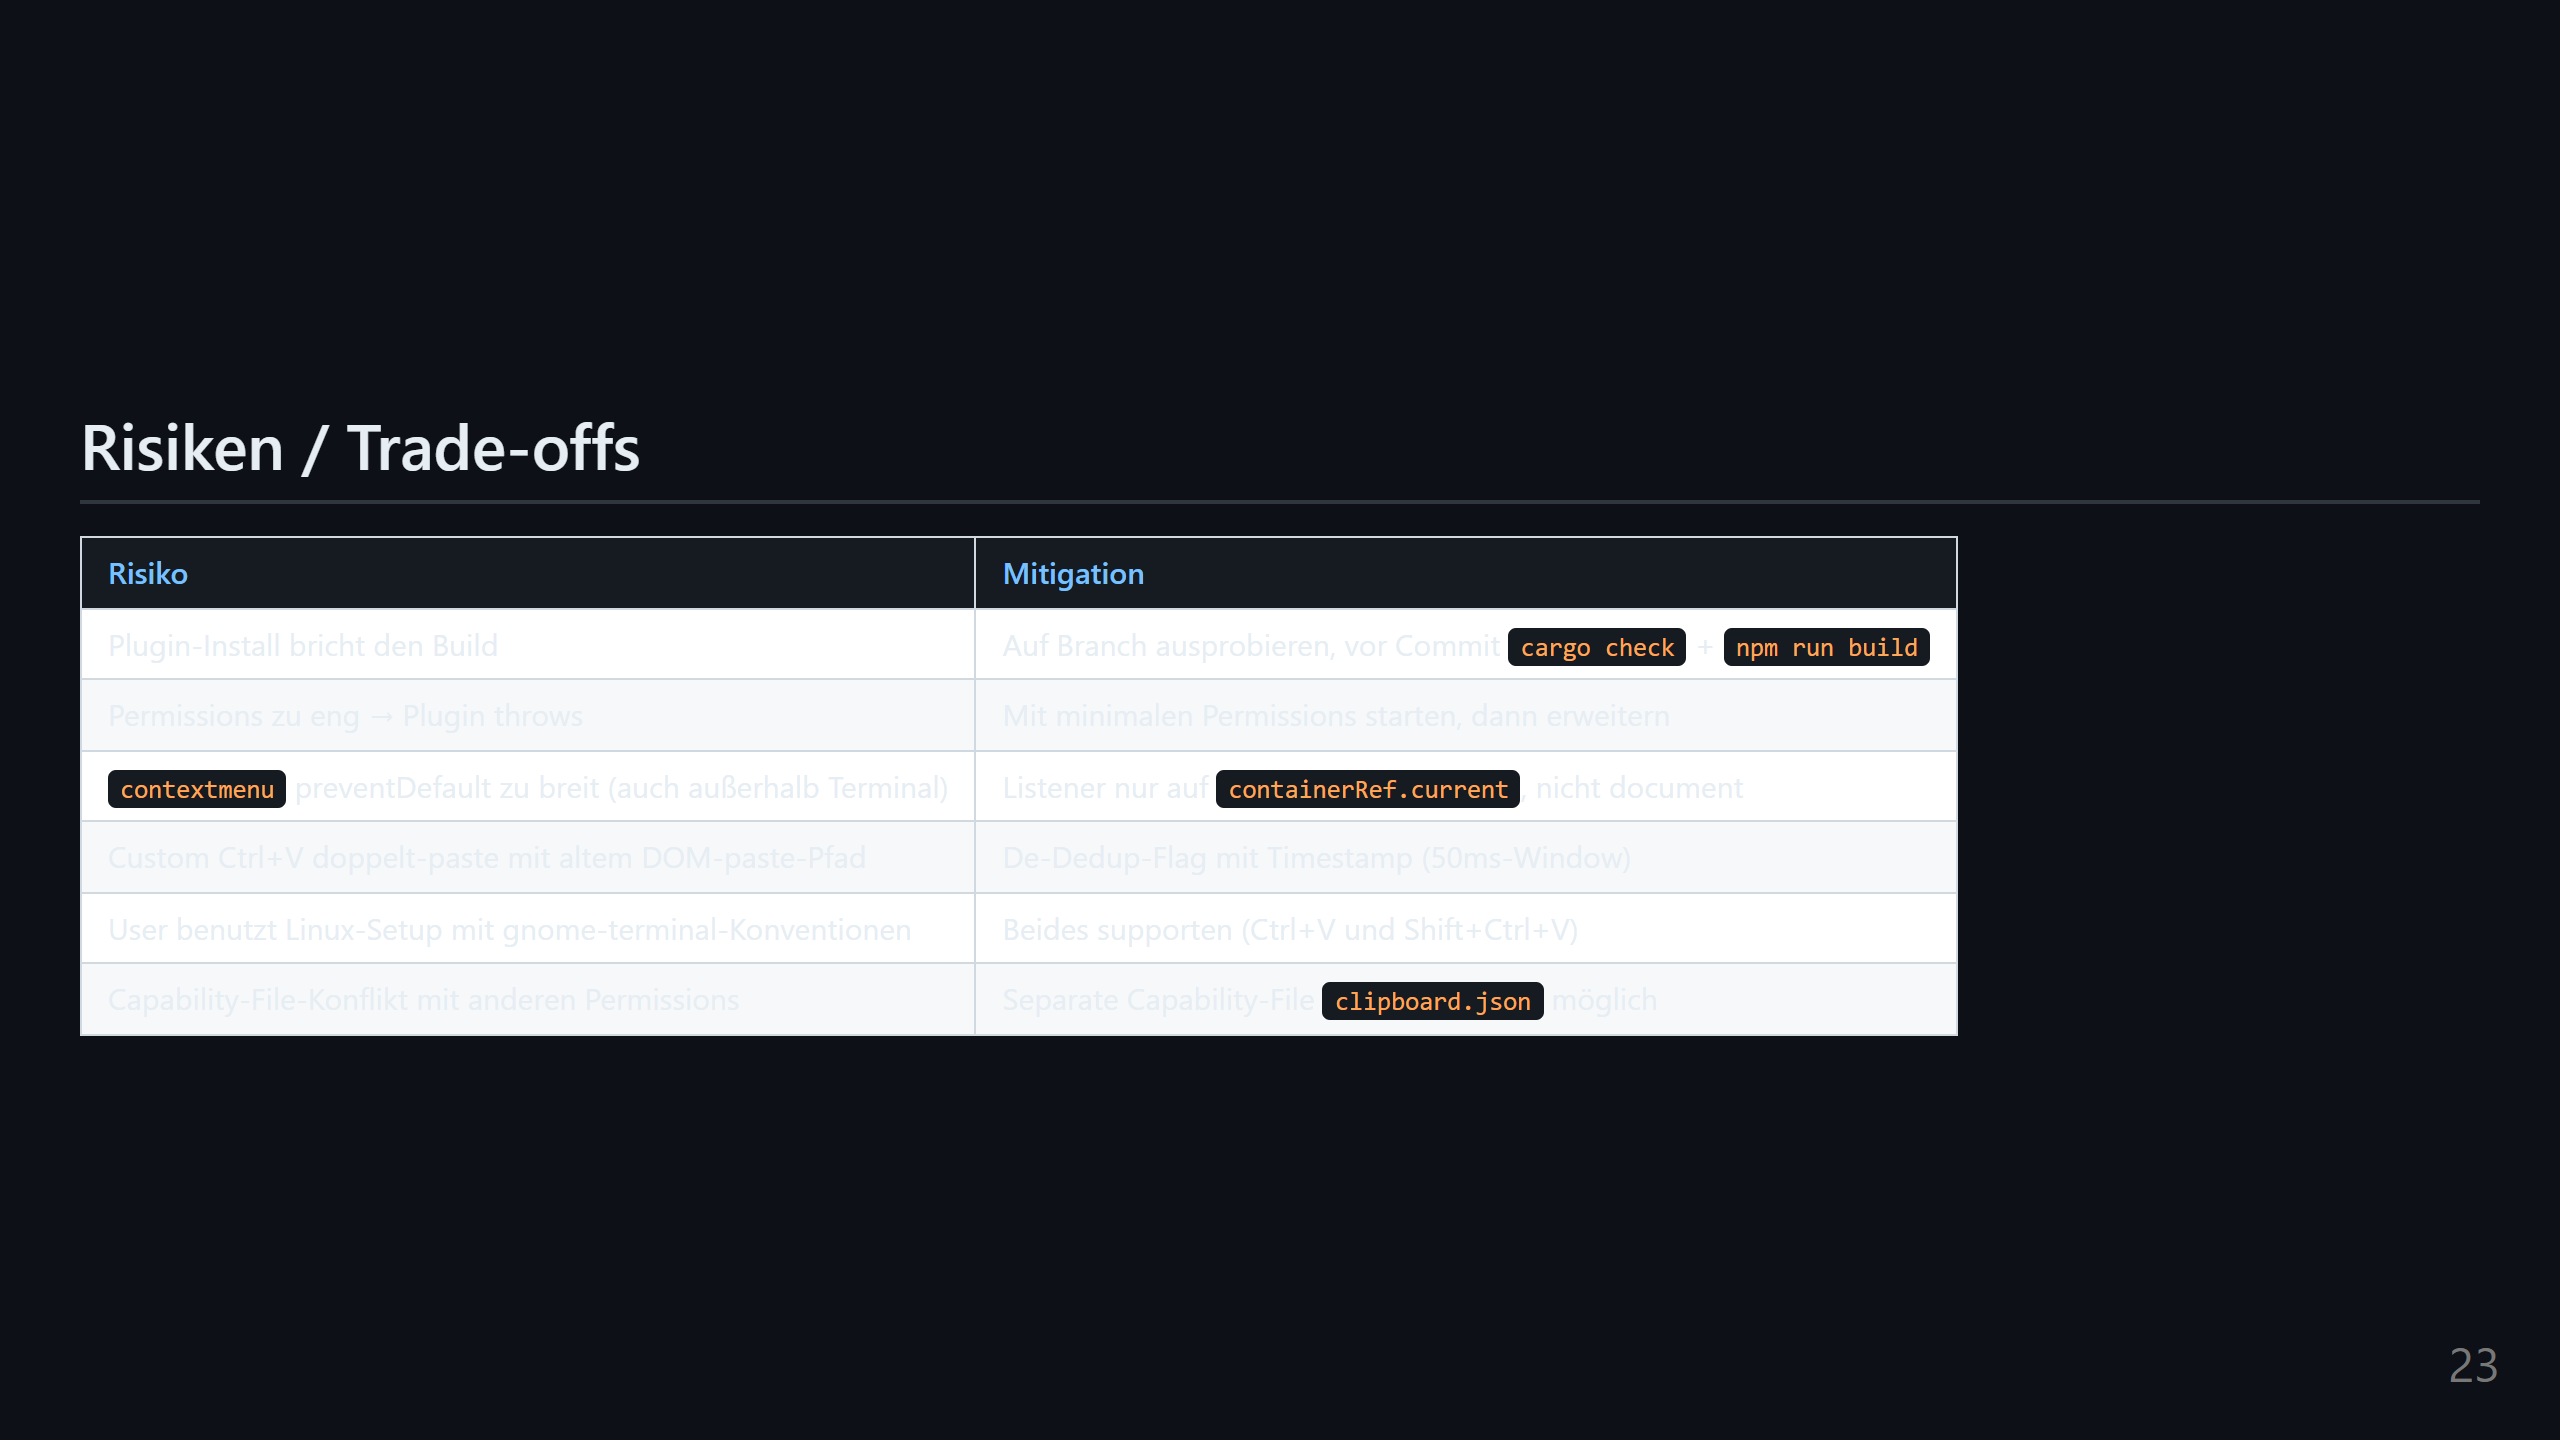 Risiken / Trade-offs
Risiko Mitigation
Plugin-Install bricht den Build Auf Branch ausprobieren, vor Commit cargo check + npm run build
Permissions zu eng → Plugin throws Mit minimalen Permissions starten, dann erweitern
contextmenu preventDefault zu breit (auch außerhalb Terminal) Listener nur auf containerRef.current, nicht document
Custom Ctrl+V doppelt-paste mit altem DOM-paste-Pfad De-Dedup-Flag mit Timestamp (50ms-Window)
User benutzt Linux-Setup mit gnome-terminal-Konventionen Beides supporten (Ctrl+V und Shift+Ctrl+V)
Capability-File-Konflikt mit anderen Permissions Separate Capability-File clipboard.json möglich
23